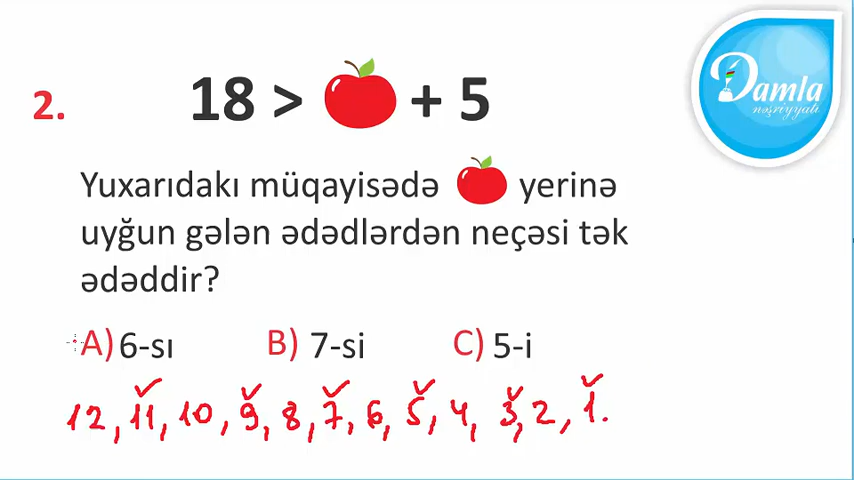 Damla
nəşriyyatı
2. 18 > + 5
Yuxarıdakı müqayisədə yerinə
uyğun gələn ədədlərdən neçəsi tək
ədəddir?
A) 6-sı B) 7-si C) 5-i
12, 11, 10, 9, 8, 7, 6, 5, 4, 3, 2, 1.